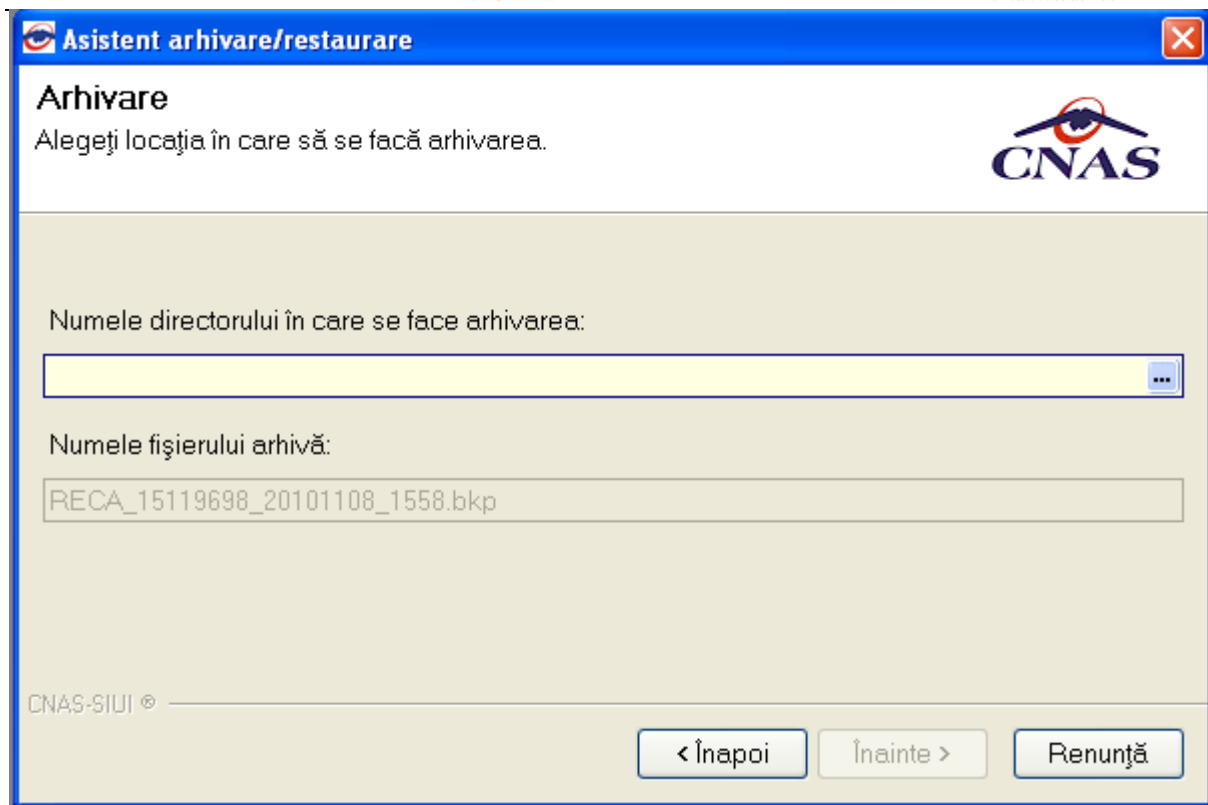 Asistent arhivare/restaurare
Arhivare
Alegeţi locaţia în care să se facă arhivarea.
CNAS
Numele directorului în care se face arhivarea:
...
Numele fişierului arhivă:
RECA_15119698_20101108_1558.bkp
CNAS-SIUI ®
< Înapoi
Înainte >
Renunţă